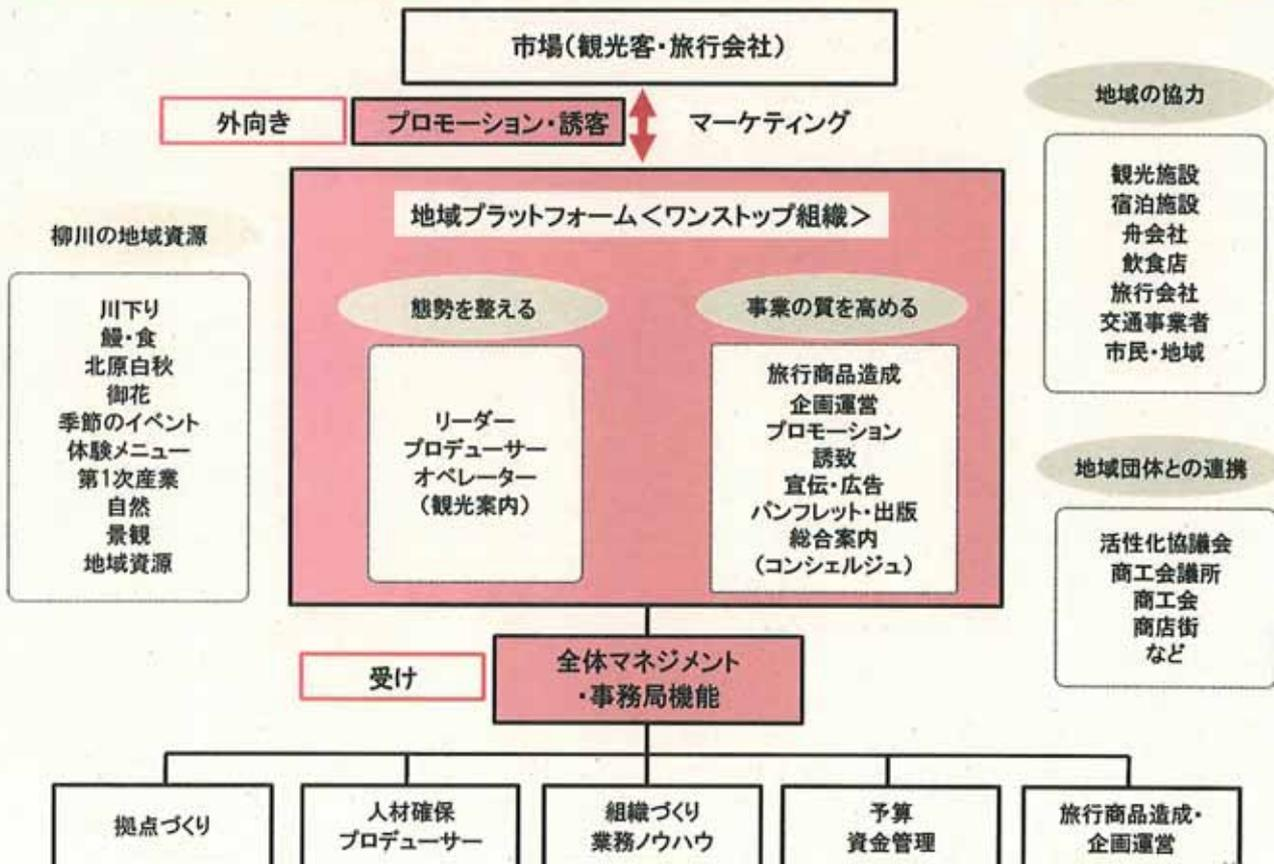 市場(観光客・旅行会社)
外向き
プロモーション・誘客
マーケティング
地域プラットフォーム<ワンストップ組織>
柳川の地域資源
川下り
鰻・食
北原白秋
御花
季節のイベント
体験メニュー
第1次産業
自然
景観
地域資源
態勢を整える
リーダー
プロデューサー
オペレーター
(観光案内)
事業の質を高める
旅行商品造成
企画運営
プロモーション
誘致
宣伝・広告
パンフレット・出版
総合案内
(コンシェルジュ)
地域の協力
観光施設
宿泊施設
舟会社
飲食店
旅行会社
交通事業者
市民・地域
地域団体との連携
活性化協議会
商工会議所
商工会
商店街
など
受け
全体マネジメント
・事務局機能
拠点づくり
人材確保
プロデューサー
組織づくり
業務ノウハウ
予算
資金管理
旅行商品造成・
企画運営